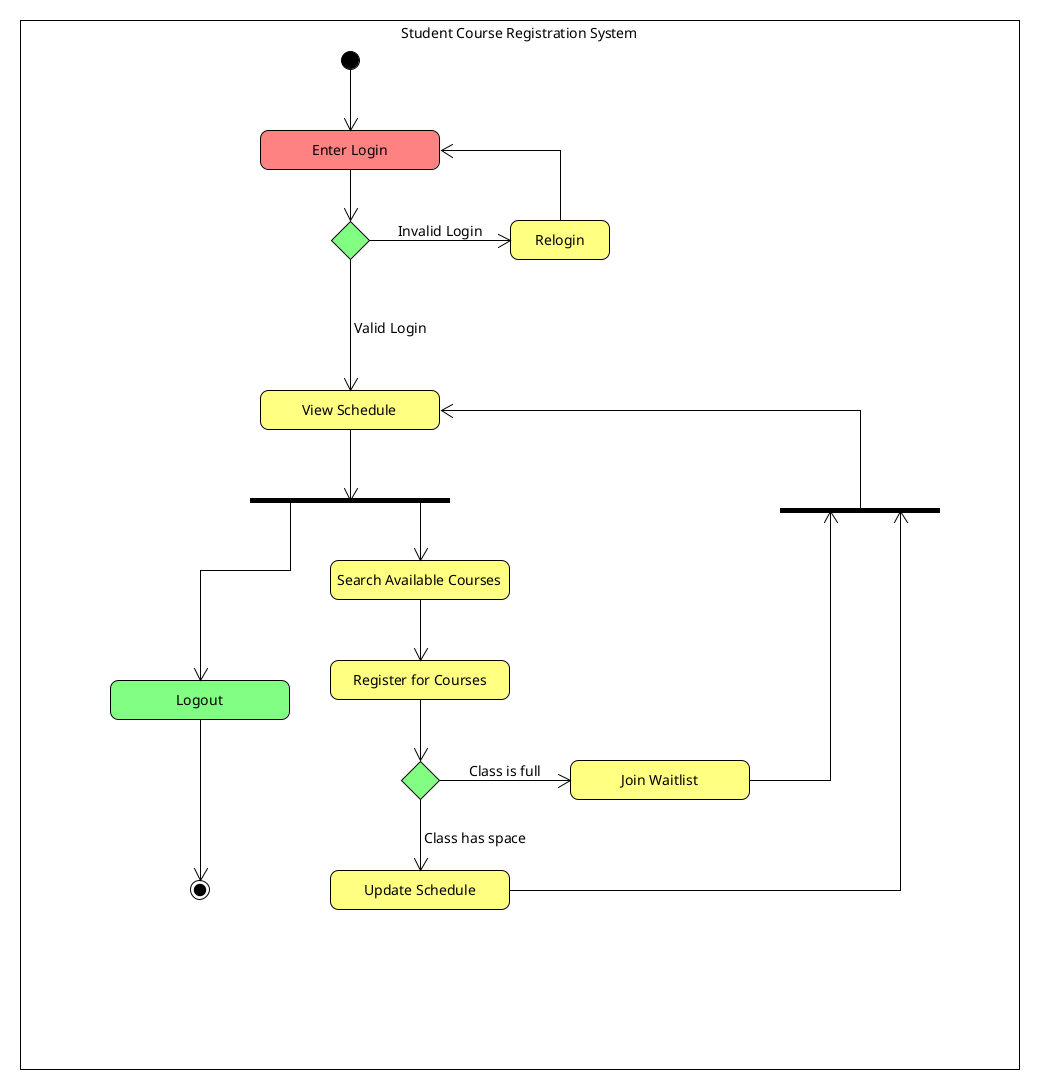 Student Course Registration System
Enter Login
Invalid Login
Relogin
Valid Login
View Schedule
Search Available Courses
Register for Courses
Logout
Class is full
Join Waitlist
Class has space
Update Schedule